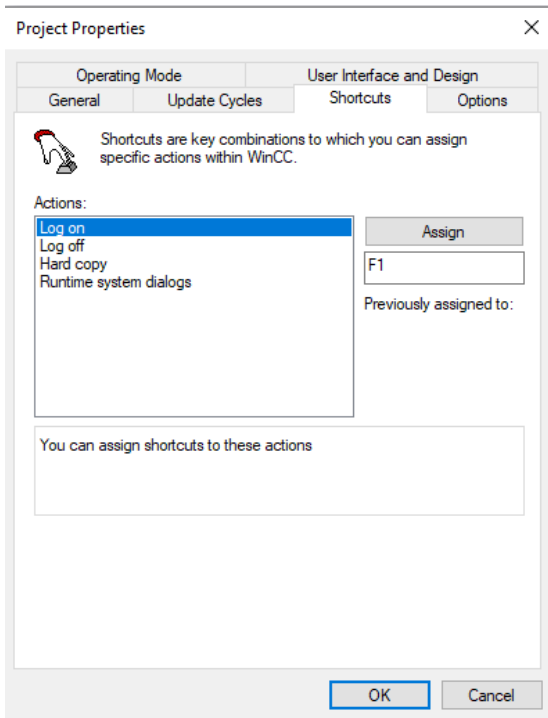 Project Properties
Operating Mode
User Interface and Design
General
Update Cycles
Shortcuts
Options
Shortcuts are key combinations to which you can assign
specific actions within WinCC.
Actions:
Log on
Log off
Hard copy
Runtime system dialogs
Assign
F1
Previously assigned to:
You can assign shortcuts to these actions
OK
Cancel